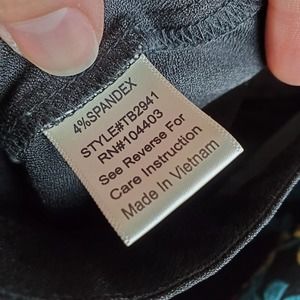 4%SPANDEX
STYLE#TB2941
RN#104403
See Reverse For
Care Instruction
Made in Vietnam